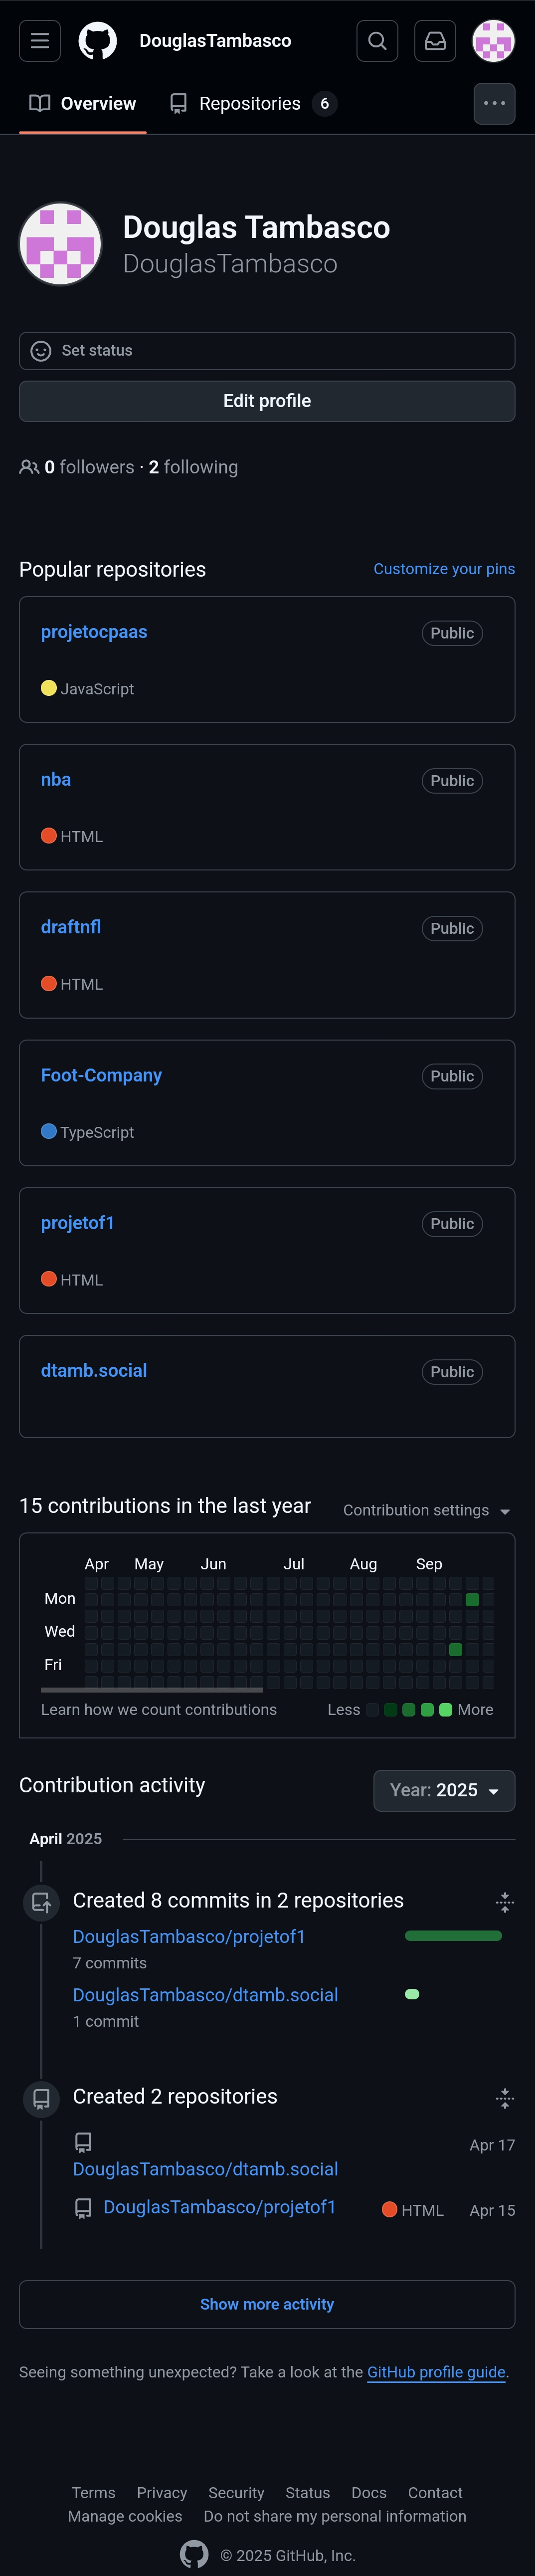 DouglasTambasco
Overview
Repositories 6
Douglas Tambasco
DouglasTambasco
Set status
Edit profile
0 followers · 2 following
Popular repositories
Customize your pins
projetocpaas
Public
JavaScript
nba
Public
HTML
draftnfl
Public
HTML
Foot-Company
Public
TypeScript
projetof1
Public
HTML
dtamb.social
Public
15 contributions in the last year
Contribution settings
Apr May Jun Jul Aug Sep
Mon
Wed
Fri
Learn how we count contributions
Less More
Contribution activity
Year: 2025
April 2025
Created 8 commits in 2 repositories
DouglasTambasco/projetof1
7 commits
DouglasTambasco/dtamb.social
1 commit
Created 2 repositories
Apr 17
DouglasTambasco/dtamb.social
DouglasTambasco/projetof1 HTML Apr 15
Show more activity
Seeing something unexpected? Take a look at the GitHub profile guide.
Terms Privacy Security Status Docs Contact
Manage cookies Do not share my personal information
© 2025 GitHub, Inc.